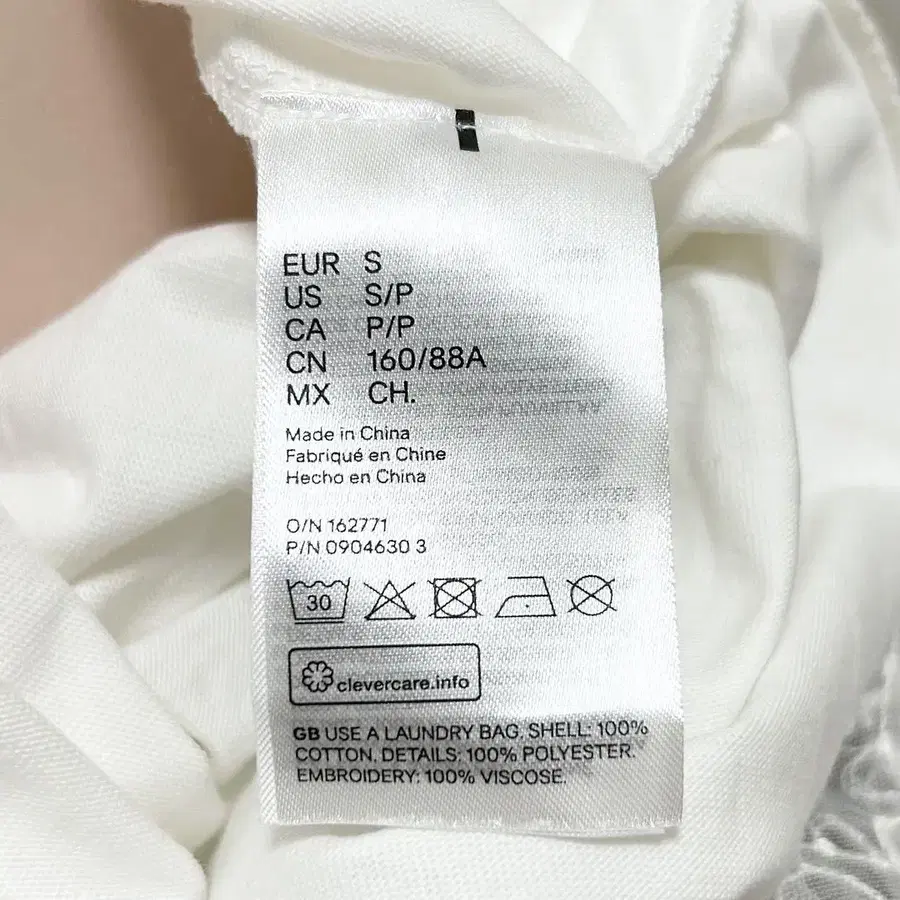 EUR S
US S/P
CA P/P
CN 160/88A
MX CH.
Made in China
Fabriqué en Chine
Hecho en China
O/N 162771
P/N 0904630 3
30
clevercare.info
GB USE A LAUNDRY BAG. SHELL: 100%
COTTON. DETAILS: 100% POLYESTER.
EMBROIDERY: 100% VISCOSE.